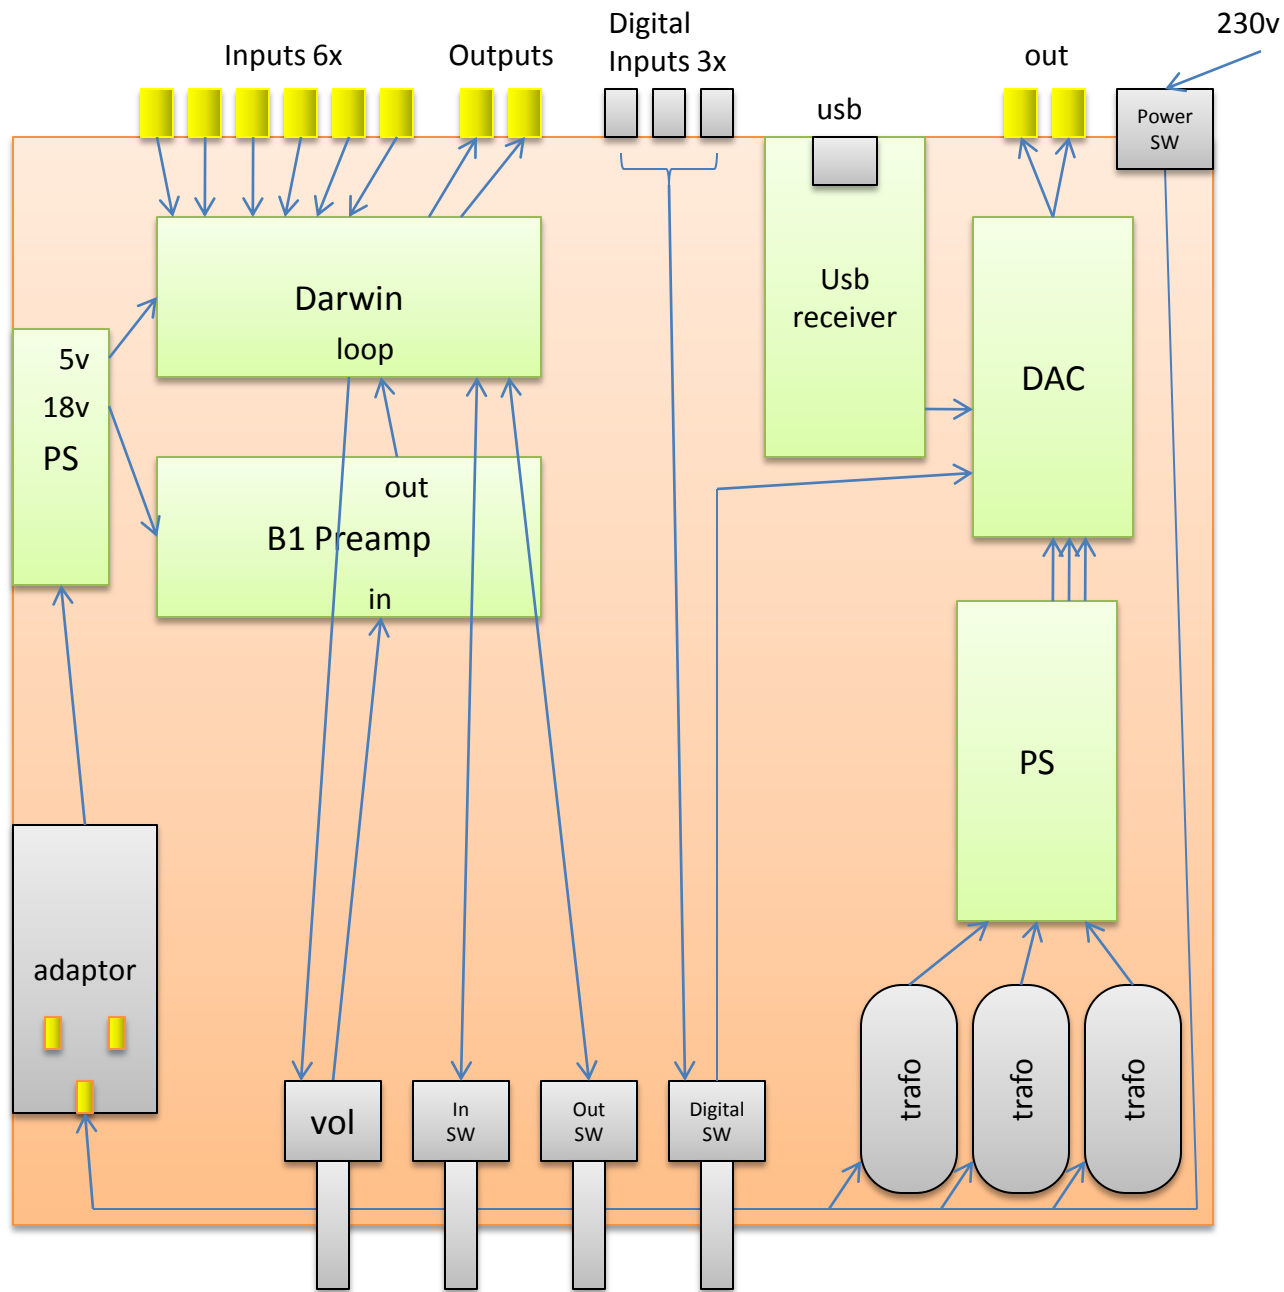 Digital
Inputs 3x
230v
Inputs 6x
Outputs
out
usb
Power
SW
Darwin
loop
Usb
receiver
5v
18v
PS
DAC
out
B1 Preamp
in
PS
adaptor
vol
In
SW
Out
SW
Digital
SW
trafo
trafo
trafo